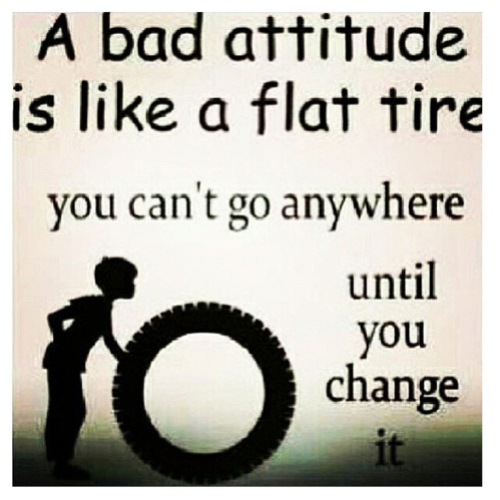 A bad attitude
is like a flat tire
you can't go anywhere
until
you
change
it